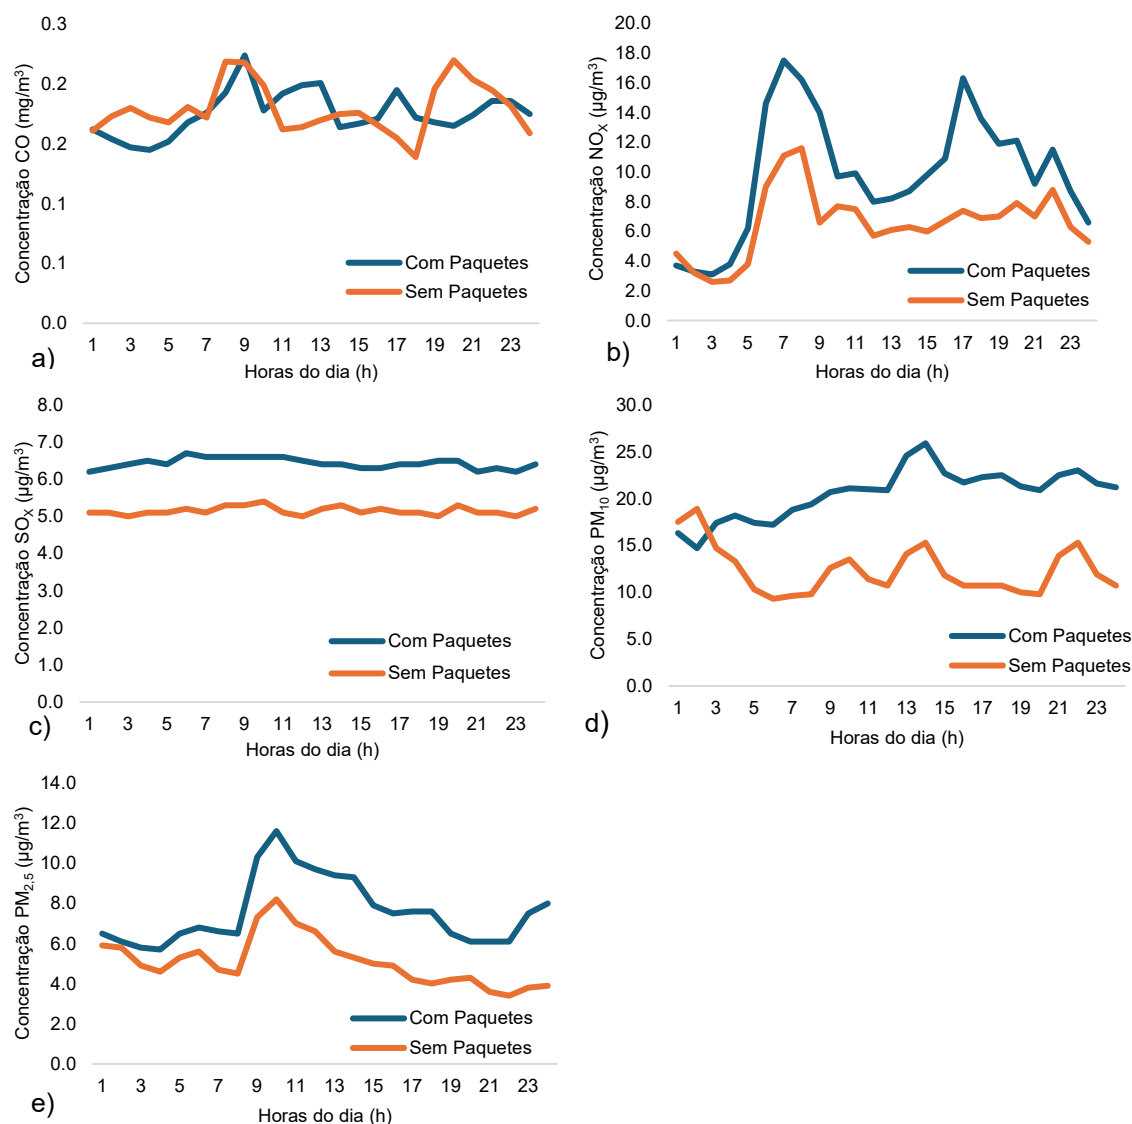 0.3
0.2
0.2
0.1
0.1
0.0
Concentração CO (mg/m³)
Com Paquetes
Sem Paquetes
1 3 5 7 9 11 13 15 17 19 21 23
Horas do dia (h)
a)
20.0
18.0
16.0
14.0
12.0
10.0
8.0
6.0
4.0
2.0
0.0
Concentração NOX (µg/m³)
Com Paquetes
Sem Paquetes
1 3 5 7 9 11 13 15 17 19 21 23
Horas do dia (h)
b)
8.0
7.0
6.0
5.0
4.0
3.0
2.0
1.0
0.0
Concentração SOX (µg/m³)
Com Paquetes
Sem Paquetes
1 3 5 7 9 11 13 15 17 19 21 23
Horas do dia (h)
c)
30.0
25.0
20.0
15.0
10.0
5.0
0.0
Concentração PM10 (µg/m³)
Com Paquetes
Sem Paquetes
1 3 5 7 9 11 13 15 17 19 21 23
Horas do dia (h)
d)
14.0
12.0
10.0
8.0
6.0
4.0
2.0
0.0
Concentração PM2,5 (µg/m³)
Com Paquetes
Sem Paquetes
1 3 5 7 9 11 13 15 17 19 21 23
Horas do dia (h)
e)